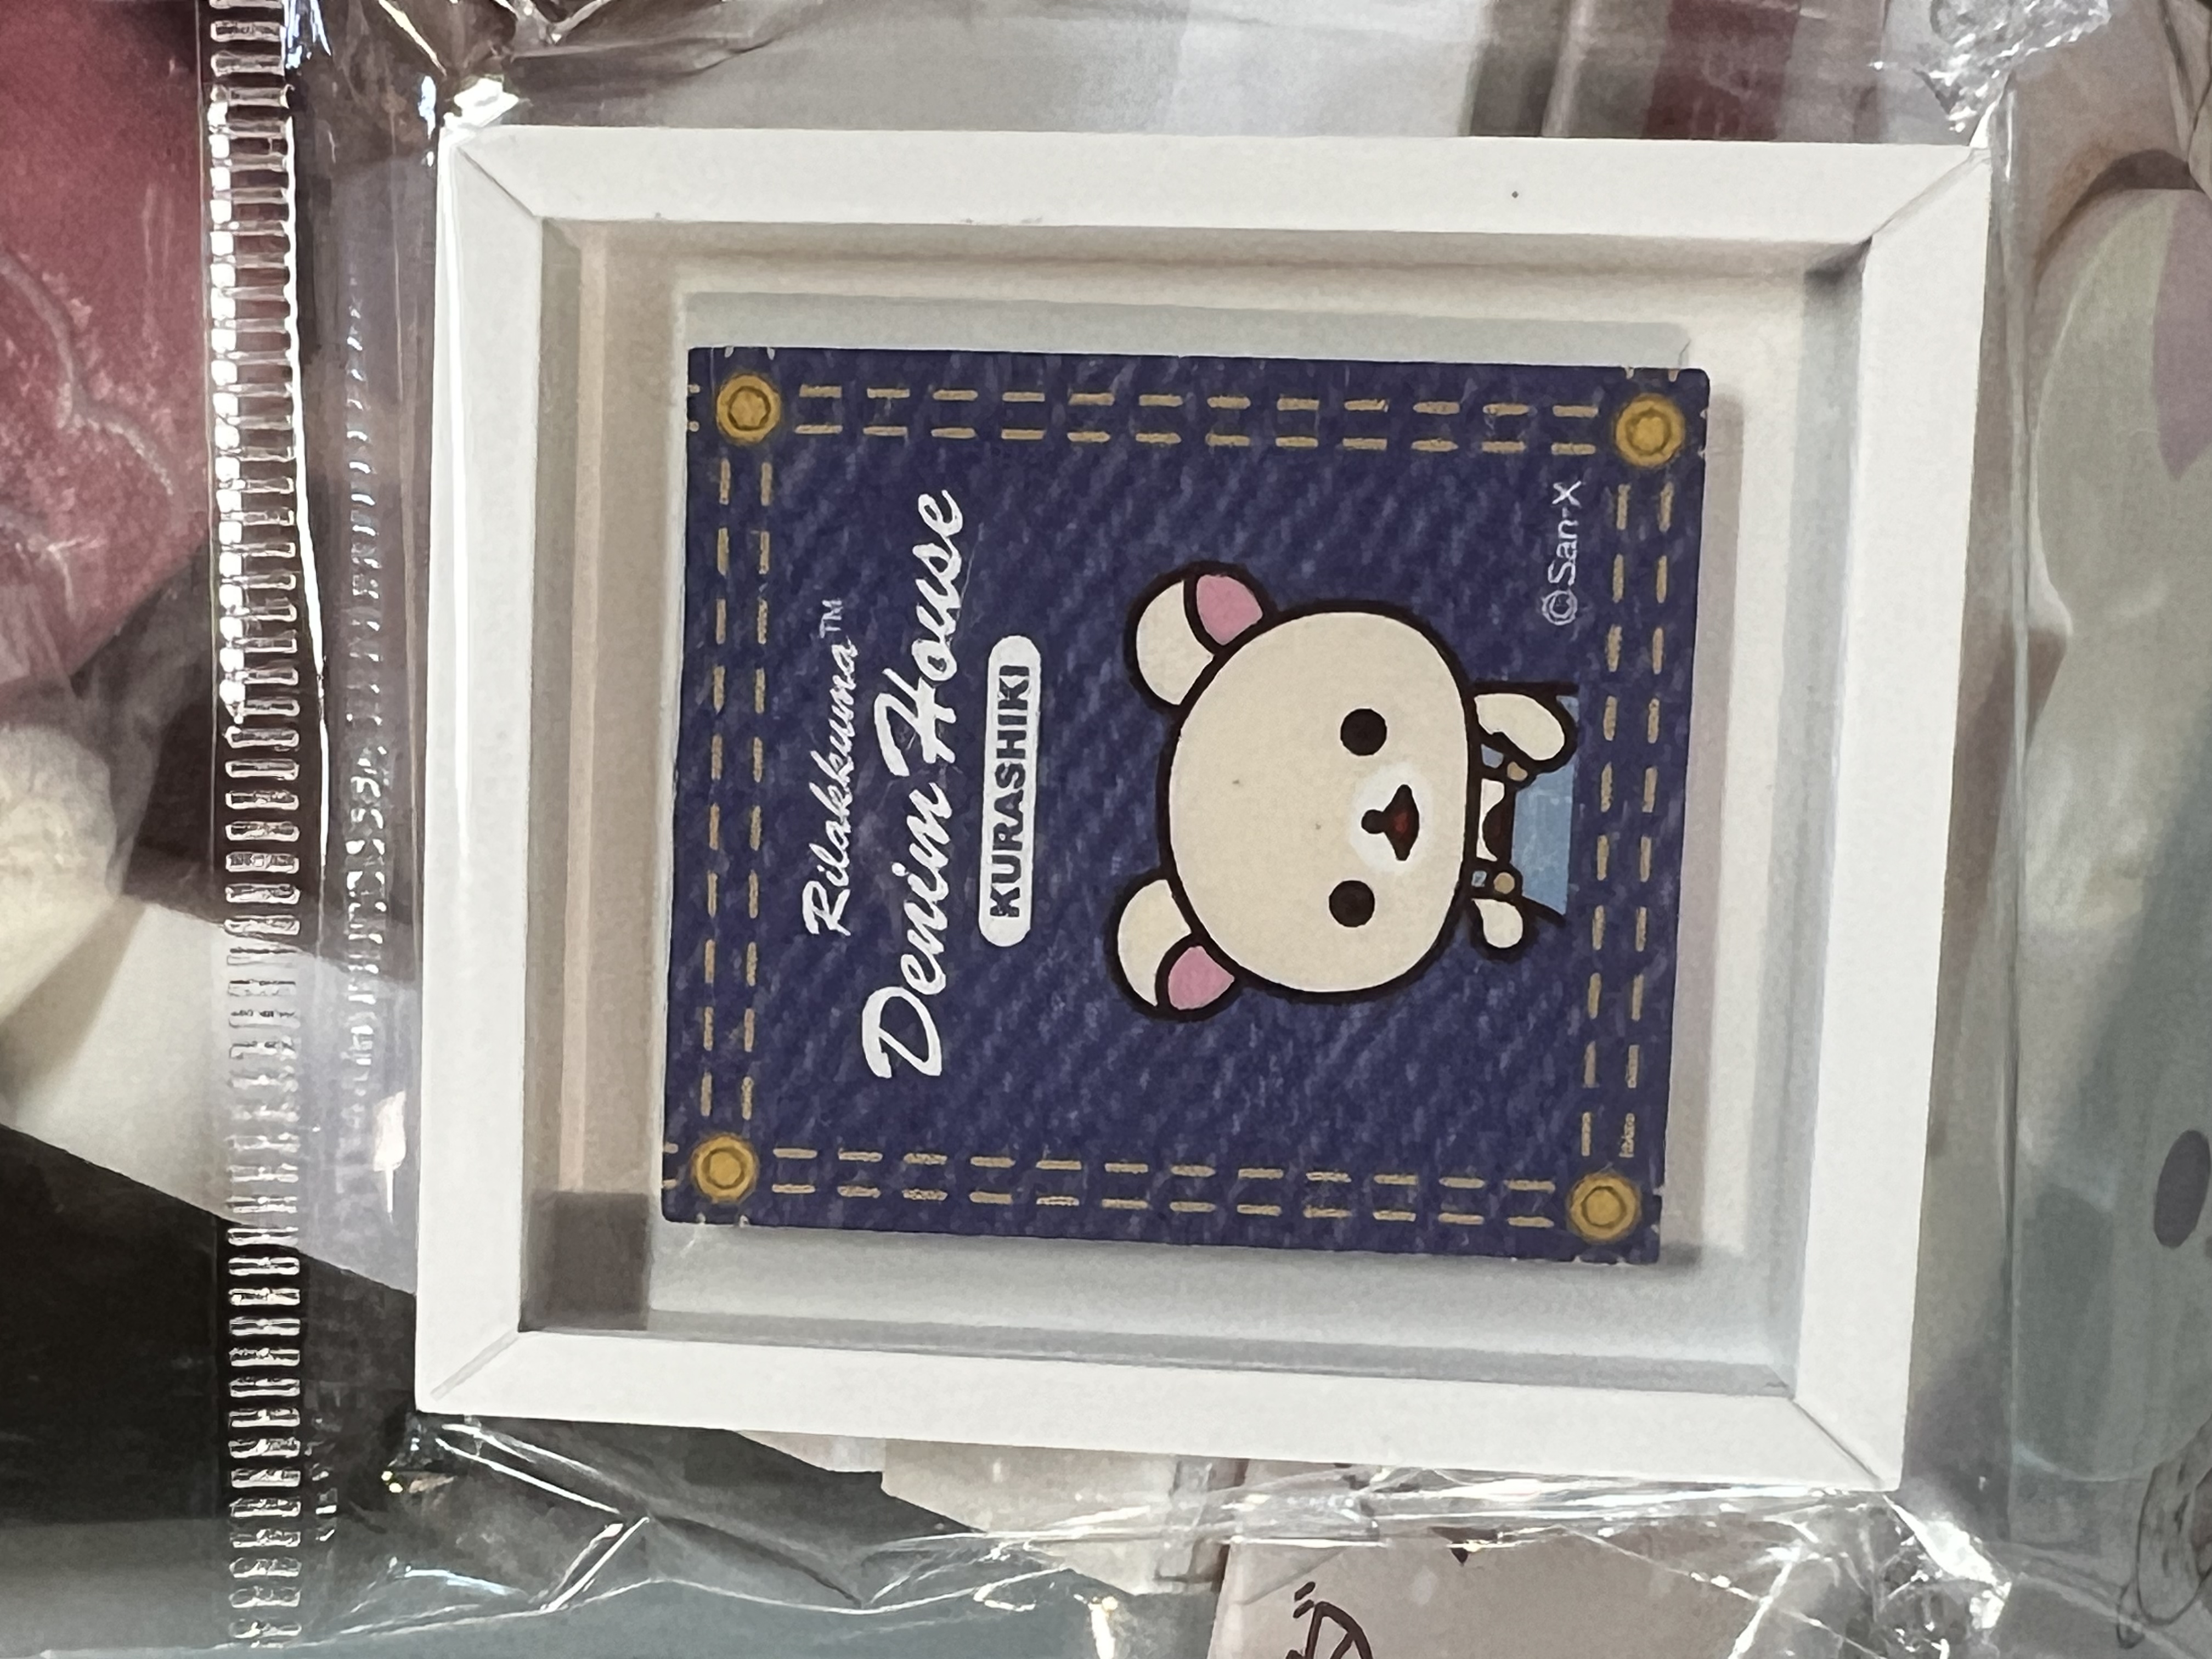 Rilakkuma™
Denim House
KURASHIKI
©San-X